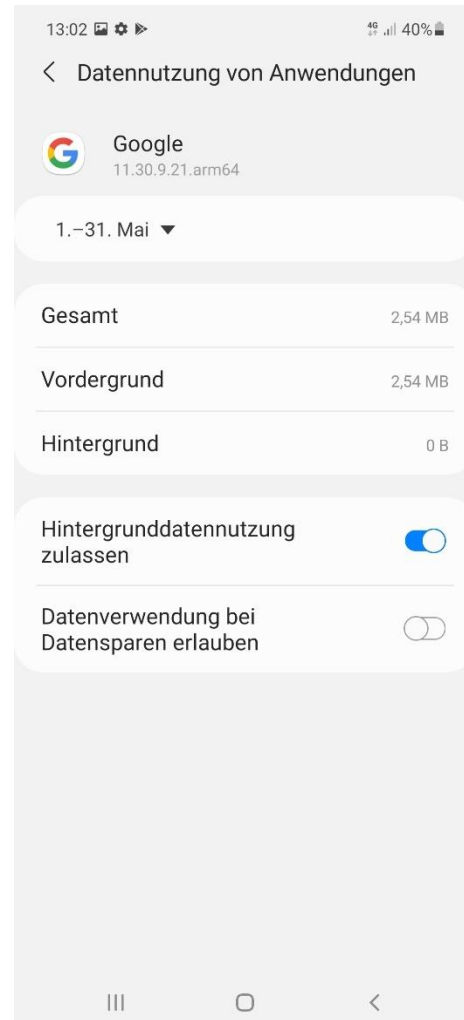 13:02 4G 40%
Datennutzung von Anwendungen
Google
11.30.9.21.arm64
1.–31. Mai
Gesamt 2,54 MB
Vordergrund 2,54 MB
Hintergrund 0 B
Hintergrunddatennutzung
zulassen
Datenverwendung bei
Datensparen erlauben